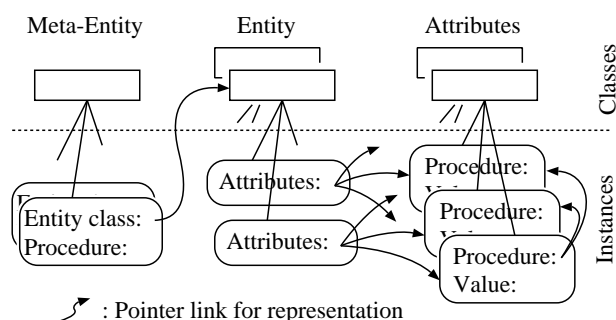 Meta-Entity
Entity
Attributes
Classes
Instances
Entity class:
Procedure:
Attributes:
Attributes:
Procedure:
Procedure:
Procedure:
Value:
: Pointer link for representation